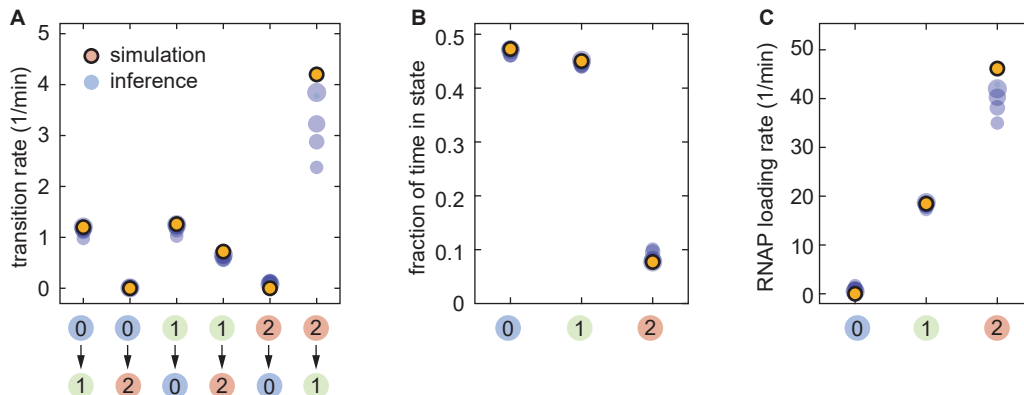 A
transition rate (1/min)
5
4
3
2
1
0
simulation
inference
0 0 1 1 2 2
1 2 0 2 0 1
B
fraction of time in state
0.5
0.4
0.3
0.2
0.1
0
0 1 2
C
RNAP loading rate (1/min)
50
40
30
20
10
0
0 1 2